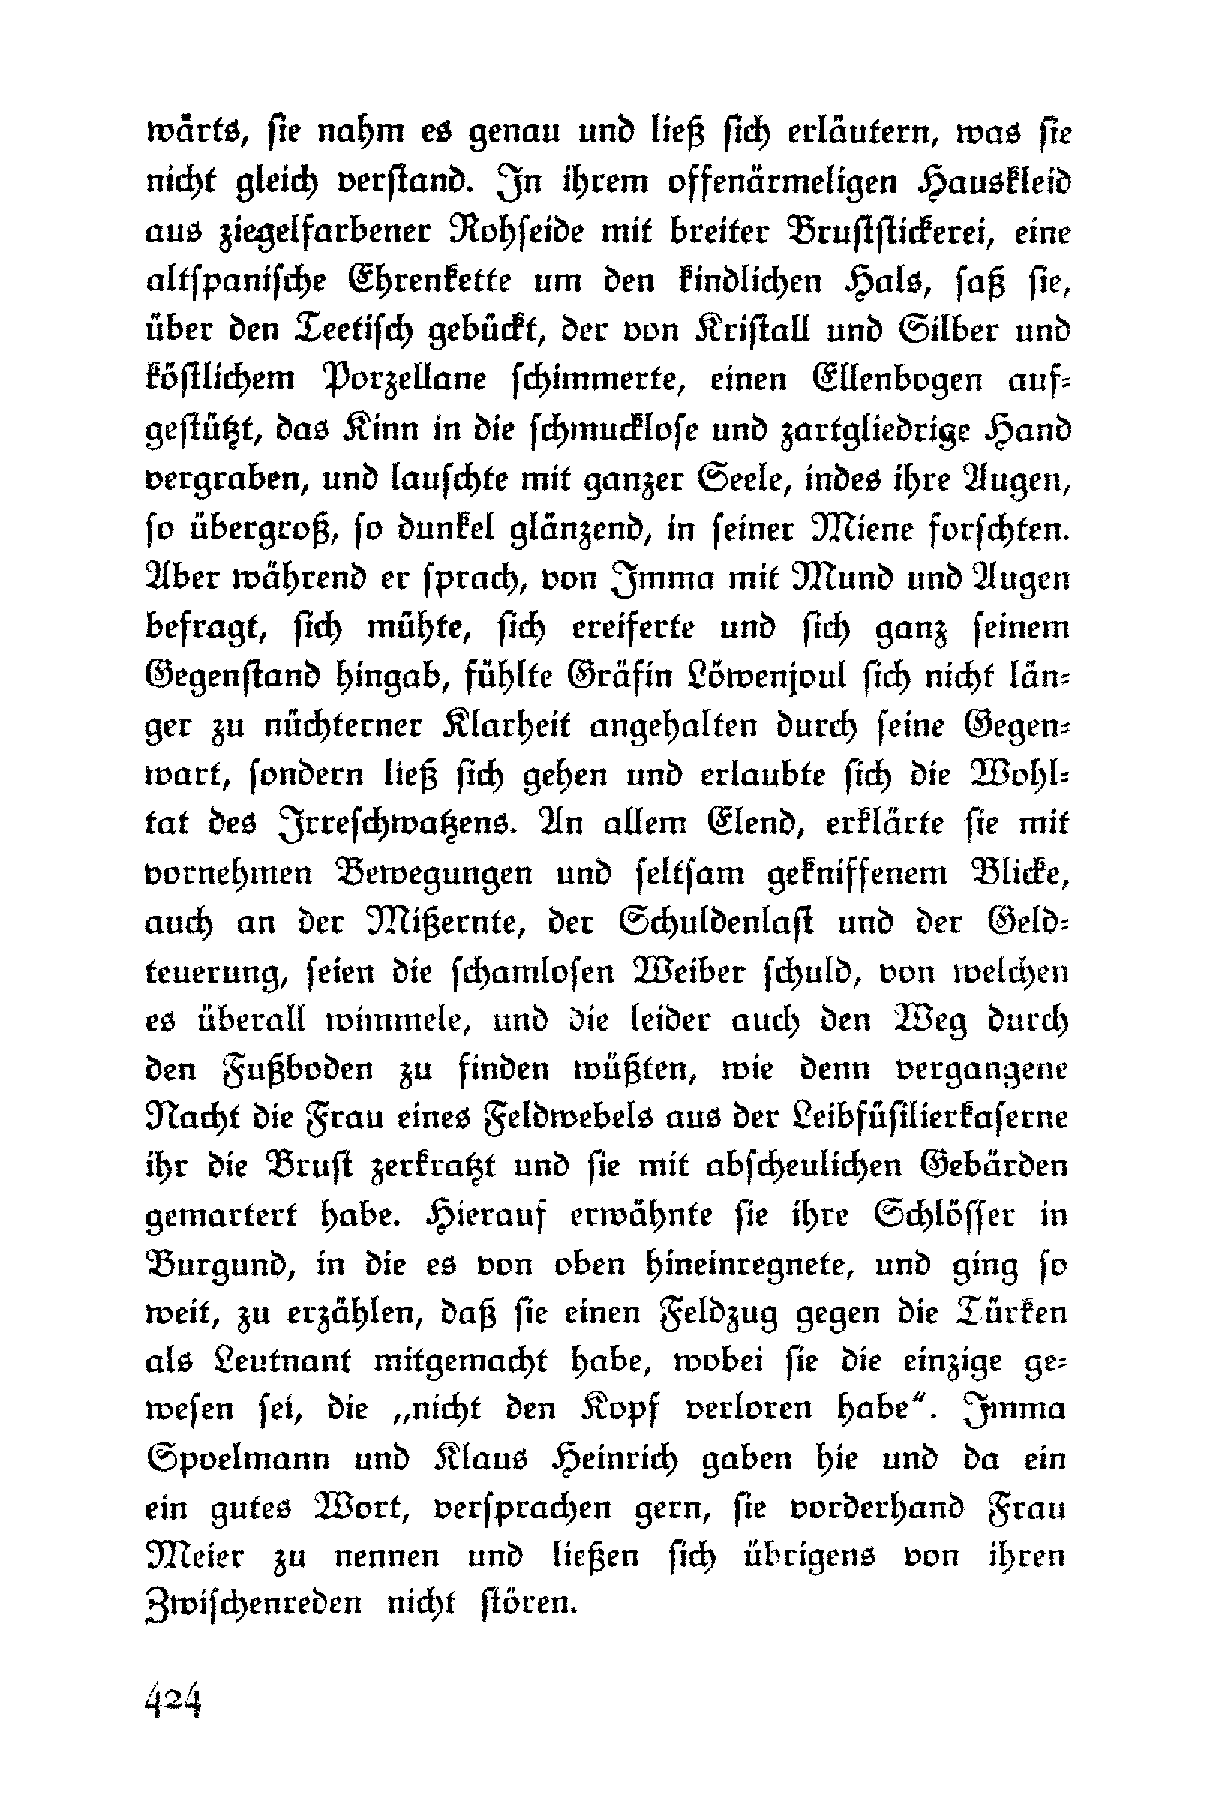 wärts, sie nahm es genau und ließ sich erläutern, was sie
nicht gleich verstand. In ihrem offenärmeligen Hauskleid
aus ziegelfarbener Rohseide mit breiter Bruststickerei, eine
altspanische Ehrenkette um den kindlichen Hals, saß sie,
über den Teetisch gebückt, der von Kristall und Silber und
köstlichem Porzellane schimmerte, einen Ellenbogen auf-
gestützt, das Kinn in die schmucklose und zartgliedrige Hand
vergraben, und lauschte mit ganzer Seele, indes ihre Augen,
so übergroß, so dunkel glänzend, in seiner Miene forschten.
Aber während er sprach, von Imma mit Mund und Augen
befragt, sich mühte, sich ereiferte und sich ganz seinem
Gegenstand hingab, fühlte Gräfin Löwenjoul sich nicht län-
ger zu nüchterner Klarheit angehalten durch seine Gegen-
wart, sondern ließ sich gehen und erlaubte sich die Wohl-
tat des Irreschwatzens. An allem Elend, erklärte sie mit
vornehmen Bewegungen und seltsam gekniffenem Blicke,
auch an der Mißernte, der Schuldenlast und der Geld-
teuerung, seien die schamlosen Weiber schuld, von welchen
es überall wimmele, und die leider auch den Weg durch
den Fußboden zu finden wüßten, wie denn vergangene
Nacht die Frau eines Feldwebels aus der Leibfüsilierkaserne
ihr die Brust zerkratzt und sie mit abscheulichen Gebärden
gemartert habe. Hierauf erwähnte sie ihre Schlösser in
Burgund, in die es von oben hineinregnete, und ging so
weit, zu erzählen, daß sie einen Feldzug gegen die Türken
als Leutnant mitgemacht habe, wobei sie die einzige ge-
wesen sei, die „nicht den Kopf verloren habe“. Imma
Spoelmann und Klaus Heinrich gaben hie und da ein
ein gutes Wort, versprachen gern, sie vorderhand Frau
Meier zu nennen und ließen sich übrigens von ihren
Zwischenreden nicht stören.
424